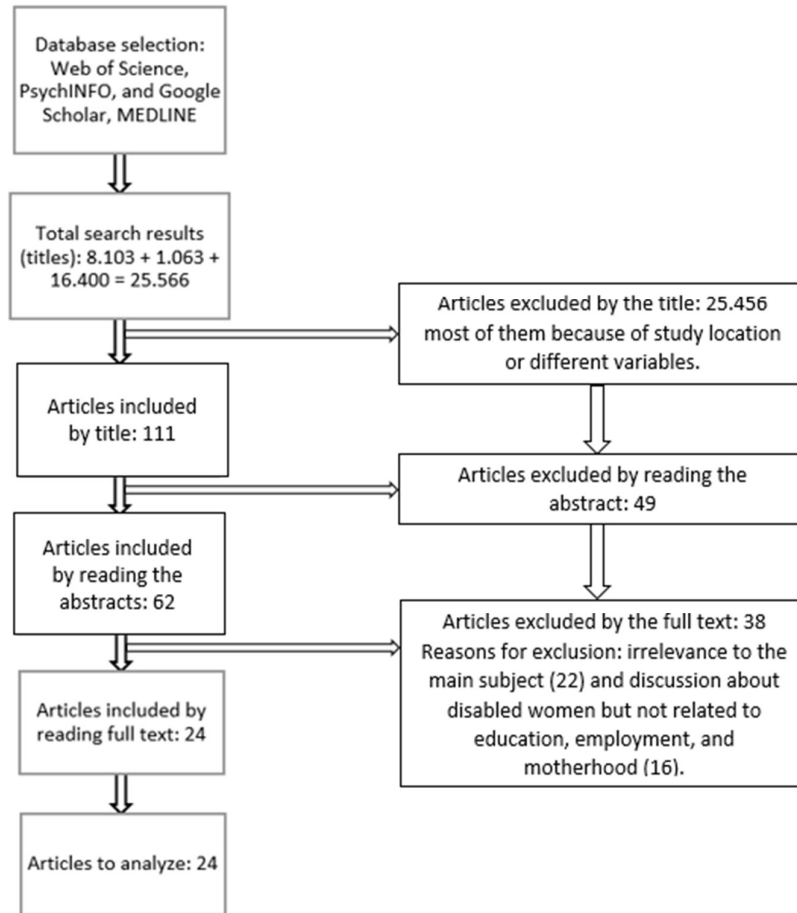 Database selection:
Web of Science,
PsychINFO, and Google
Scholar, MEDLINE
Total search results
(titles): 8.103 + 1.063 +
16.400 = 25.566
Articles excluded by the title: 25.456
most of them because of study location
or different variables.
Articles included
by title: 111
Articles excluded by reading the
abstract: 49
Articles included
by reading the
abstracts: 62
Articles excluded by the full text: 38
Reasons for exclusion: irrelevance to the
main subject (22) and discussion about
disabled women but not related to
education, employment, and
motherhood (16).
Articles included by
reading full text: 24
Articles to analyze: 24